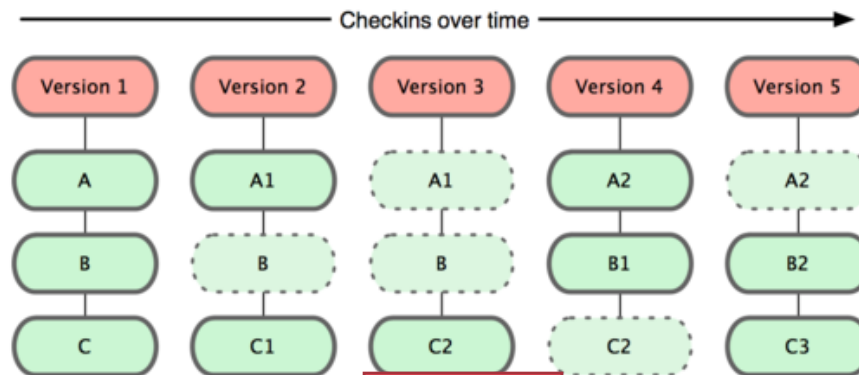 Checkins over time
Version 1 Version 2 Version 3 Version 4 Version 5
A A1 A1 A2 A2
B B B B1 B2
C C1 C2 C2 C3